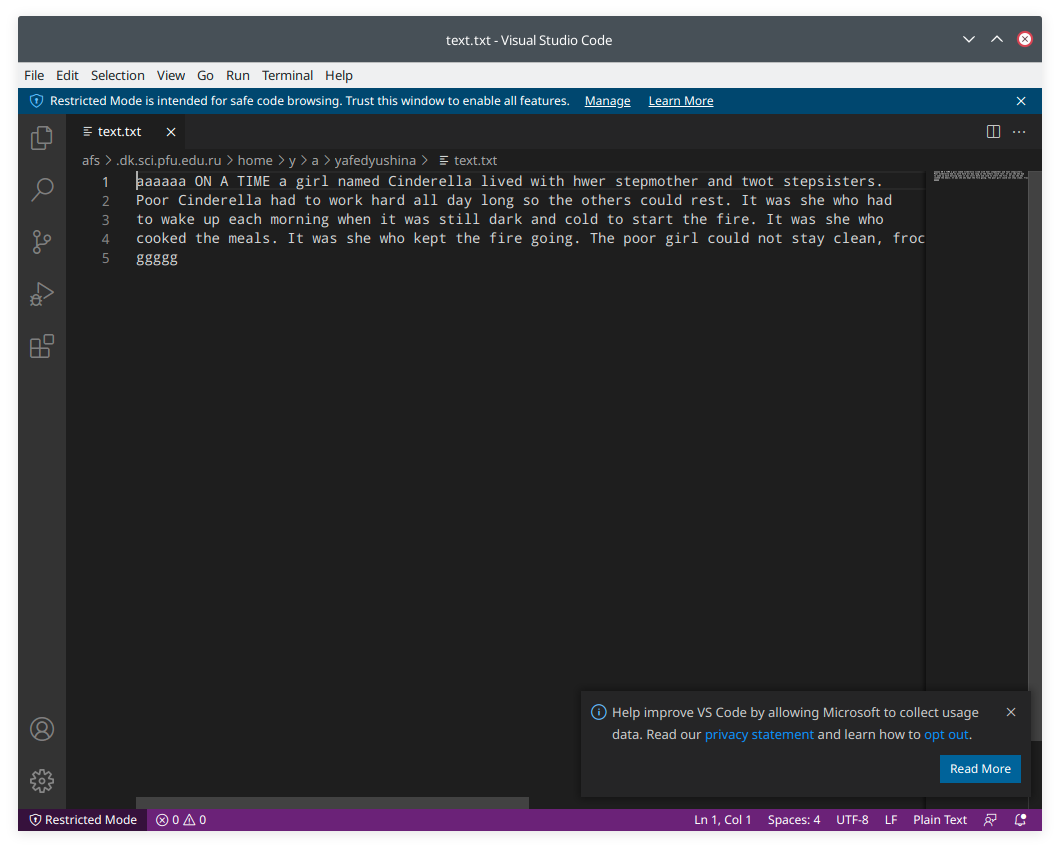 text.txt - Visual Studio Code
File Edit Selection View Go Run Terminal Help
Restricted Mode is intended for safe code browsing. Trust this window to enable all features. Manage Learn More
text.txt
afs > .dk.sci.pfu.edu.ru > home > y > a > yafedyushina > text.txt
1 aaaaaa ON A TIME a girl named Cinderella lived with hwer stepmother and twot stepsisters.
2 Poor Cinderella had to work hard all day long so the others could rest. It was she who had
3 to wake up each morning when it was still dark and cold to start the fire. It was she who
4 cooked the meals. It was she who kept the fire going. The poor girl could not stay clean, froc
5 ggggg
Help improve VS Code by allowing Microsoft to collect usage
data. Read our privacy statement and learn how to opt out.
Read More
Restricted Mode 0 0 Ln 1, Col 1 Spaces: 4 UTF-8 LF Plain Text